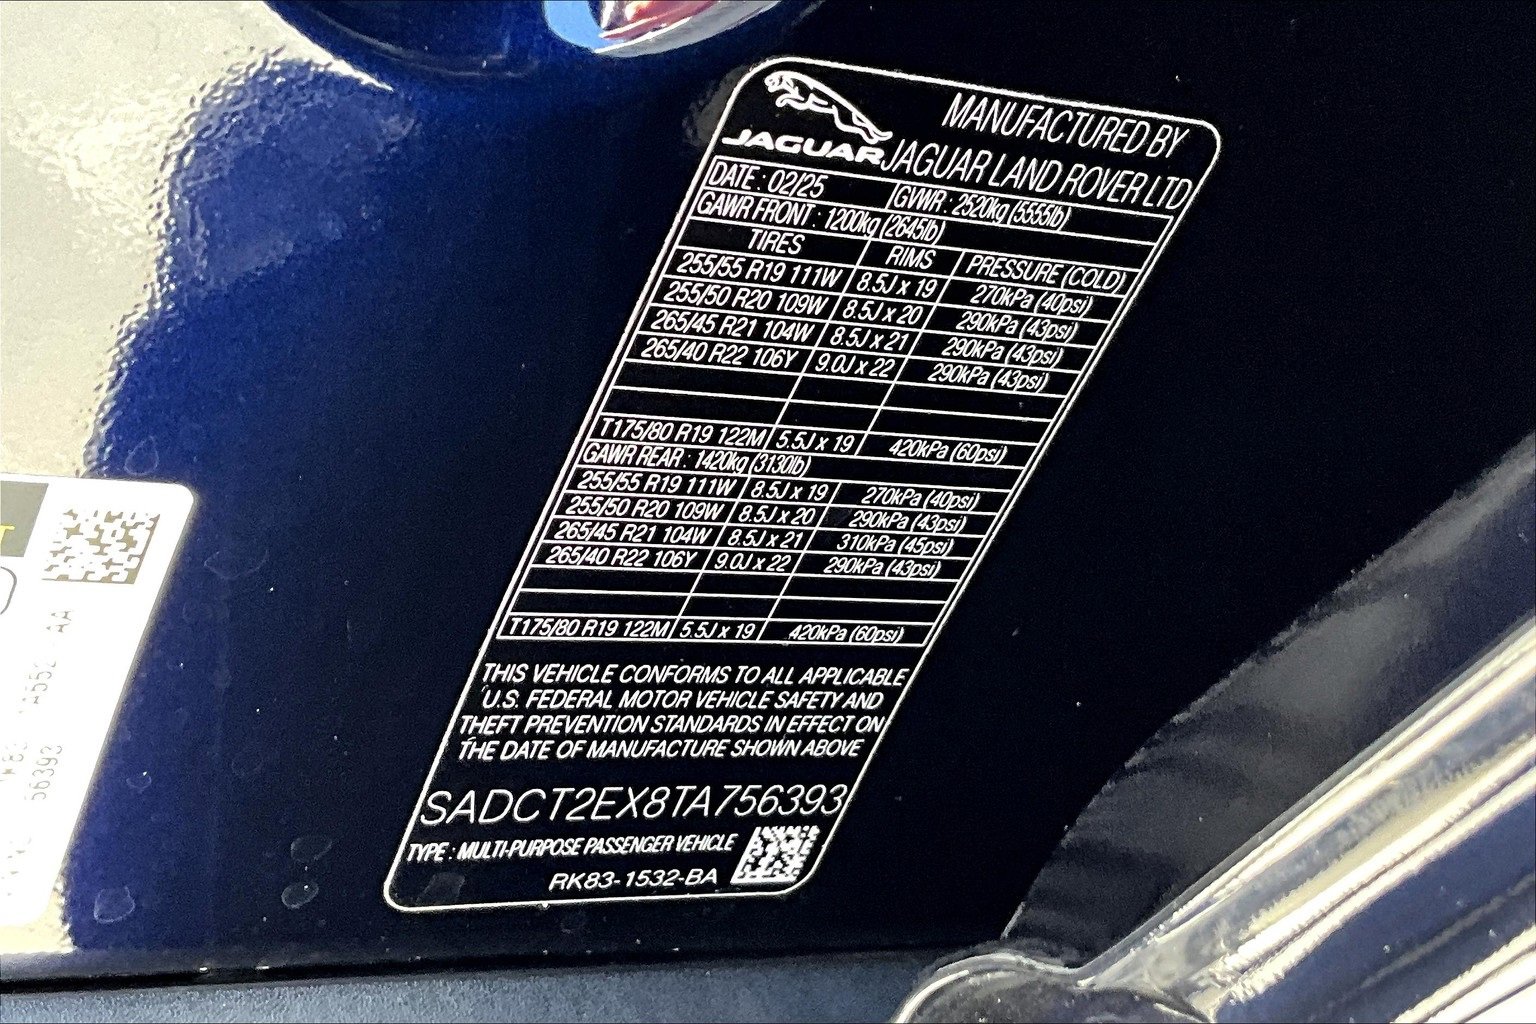 JAGUAR
MANUFACTURED BY
JAGUAR LAND ROVER LTD
DATE : 02/25 GVWR : 2520kg (5555lb)
GAWR FRONT : 1200kg (2645lb)
TIRES RIMS PRESSURE (COLD)
255/55 R19 111W 8.5J x 19 270kPa (40psi)
255/50 R20 109W 8.5J x 20 290kPa (43psi)
265/45 R21 104W 8.5J x 21 290kPa (43psi)
265/40 R22 106Y 9.0J x 22 290kPa (43psi)
T175/80 R19 122M 5.5J x 19 420kPa (60psi)
GAWR REAR : 1420kg (3130lb)
255/55 R19 111W 8.5J x 19 270kPa (40psi)
255/50 R20 109W 8.5J x 20 290kPa (43psi)
265/45 R21 104W 8.5J x 21 310kPa (45psi)
265/40 R22 106Y 9.0J x 22 290kPa (43psi)
T175/80 R19 122M 5.5J x 19 420kPa (60psi)
THIS VEHICLE CONFORMS TO ALL APPLICABLE
U.S. FEDERAL MOTOR VEHICLE SAFETY AND
THEFT PREVENTION STANDARDS IN EFFECT ON
THE DATE OF MANUFACTURE SHOWN ABOVE
SADCT2EX8TA756393
TYPE : MULTI-PURPOSE PASSENGER VEHICLE
RK83-1532-BA
56393